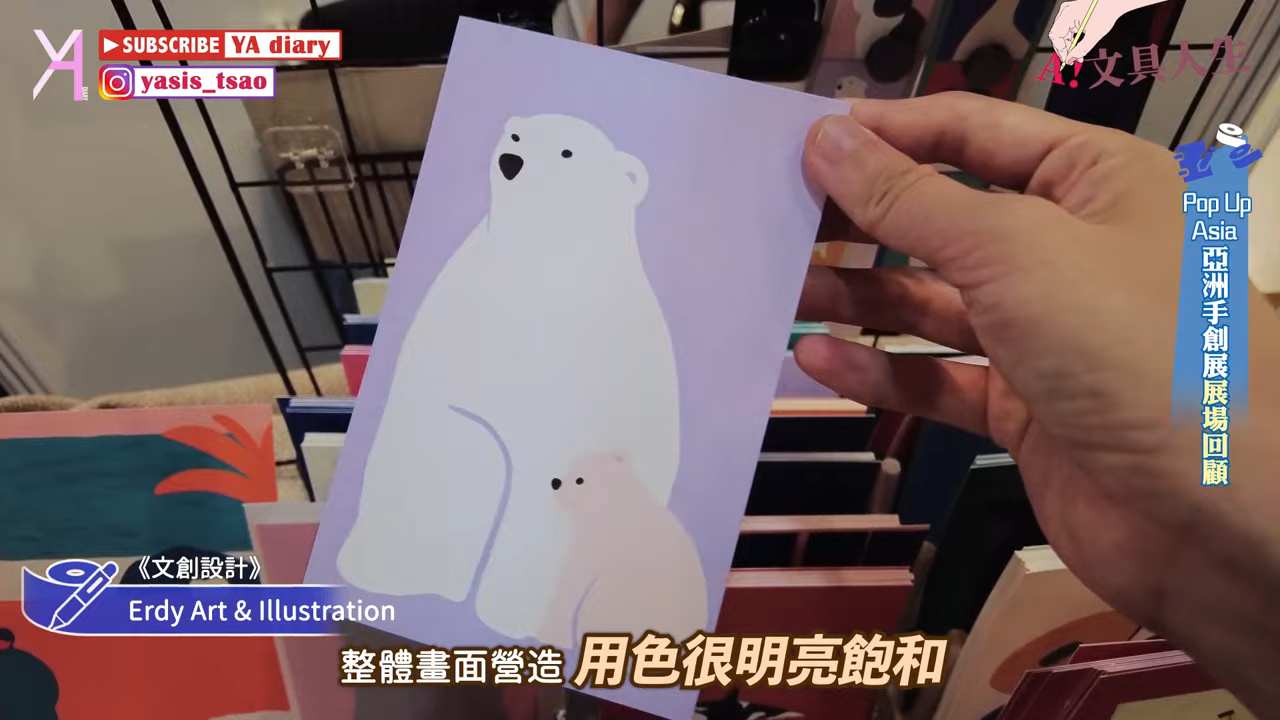 YA
SUBSCRIBE YA diary
yasis_tsao
A!文具人生
Pop Up
Asia
亞洲手創展展場回顧
《文創設計》
Erdy Art & Illustration
整體畫面營造 用色很明亮飽和